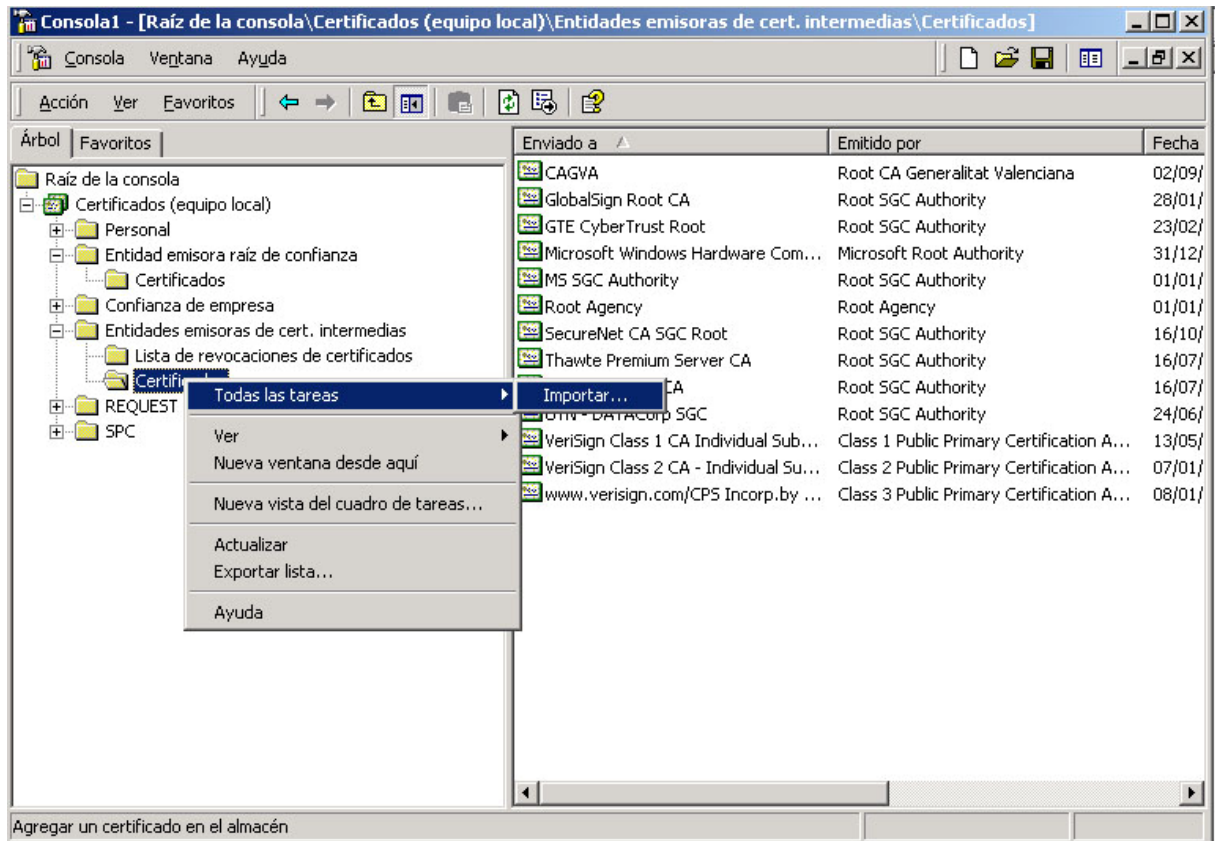 Consola1 - [Raíz de la consola\Certificados (equipo local)\Entidades emisoras de cert. intermedias\Certificados]
Consola Ventana Ayuda
Acción Ver Favoritos
Árbol Favoritos
Raíz de la consola
Certificados (equipo local)
Personal
Entidad emisora raíz de confianza
Certificados
Confianza de empresa
Entidades emisoras de cert. intermedias
Lista de revocaciones de certificados
REQUEST
SPC
Todas las tareas
Importar...
Ver
Nueva ventana desde aquí
Nueva vista del cuadro de tareas...
Actualizar
Exportar lista...
Ayuda
Enviado a Emitido por Fecha
CAGVA Root CA Generalitat Valenciana 02/09/
GlobalSign Root CA Root SGC Authority 28/01/
GTE CyberTrust Root Root SGC Authority 23/02/
Microsoft Windows Hardware Com... Microsoft Root Authority 31/12/
MS SGC Authority Root SGC Authority 01/01/
Root Agency Root Agency 01/01/
SecureNet CA SGC Root Root SGC Authority 16/10/
Thawte Premium Server CA Root SGC Authority 16/07/
CA Root SGC Authority 16/07/
UTN - DATACorp SGC Root SGC Authority 24/06/
VeriSign Class 1 CA Individual Sub... Class 1 Public Primary Certification A... 13/05/
VeriSign Class 2 CA - Individual Su... Class 2 Public Primary Certification A... 07/01/
www.verisign.com/CPS Incorp.by ... Class 3 Public Primary Certification A... 08/01/
Agregar un certificado en el almacén